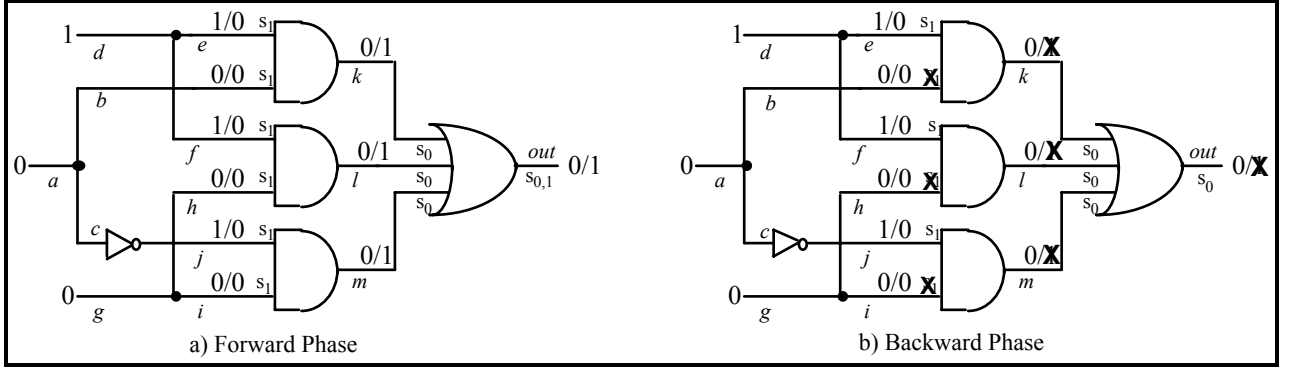 1 d e 1/0 s1
0/1 k
b 0/0 s1
f 1/0 s1 s0
0 a 0/1 l s0 out 0/1
s0,1
h 0/0 s1 s0
c j 1/0 s1
0/1 m
0 g i 0/0 s1
a) Forward Phase
1 d e 1/0 s1
0/ k
b 0/0
f 1/0 s1 s0
0 a 0/ l s0 out 0/
s0
h 0/0 s0
c j 1/0 s1
0/ m
0 g i 0/0
b) Backward Phase